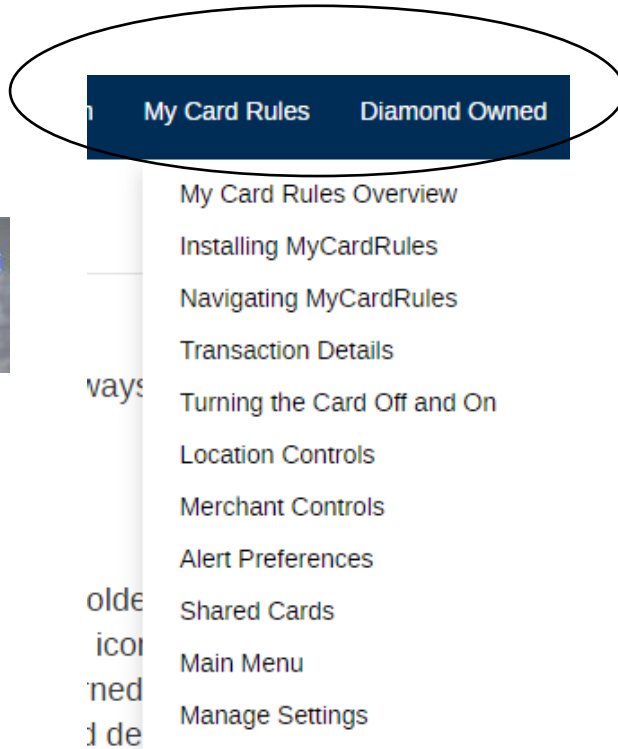 My Card Rules Diamond Owned
My Card Rules Overview
Installing MyCardRules
Navigating MyCardRules
Transaction Details
Turning the Card Off and On
Location Controls
Merchant Controls
Alert Preferences
Shared Cards
Main Menu
Manage Settings